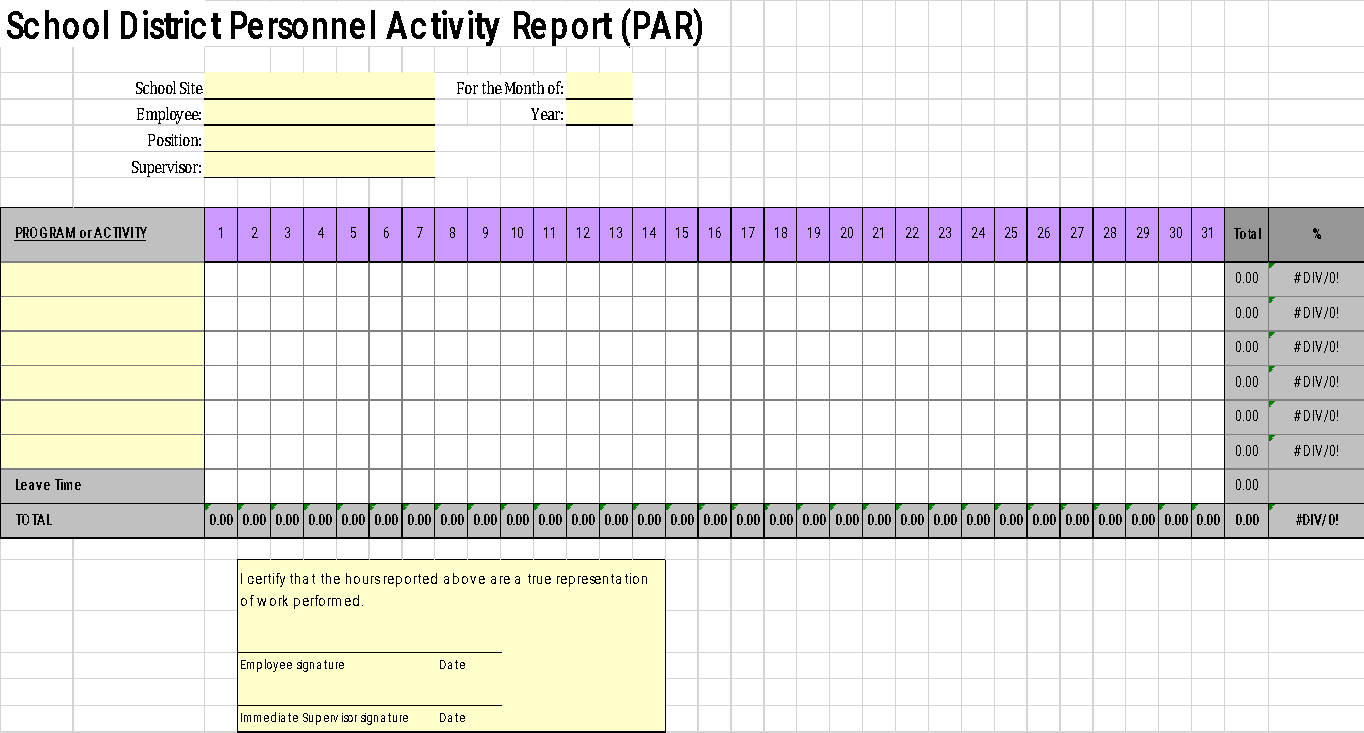 School District Personnel Activity Report (PAR)
School Site For the Month of:
Employee: Year:
Position:
Supervisor:
PROGRAM or ACTIVITY 1 2 3 4 5 6 7 8 9 10 11 12 13 14 15 16 17 18 19 20 21 22 23 24 25 26 27 28 29 30 31 Total %
0.00 #DIV/0!
0.00 #DIV/0!
0.00 #DIV/0!
0.00 #DIV/0!
0.00 #DIV/0!
0.00 #DIV/0!
Leave Time 0.00
TOTAL 0.00 0.00 0.00 0.00 0.00 0.00 0.00 0.00 0.00 0.00 0.00 0.00 0.00 0.00 0.00 0.00 0.00 0.00 0.00 0.00 0.00 0.00 0.00 0.00 0.00 0.00 0.00 0.00 0.00 0.00 0.00 0.00 #DIV/0!
I certify that the hours reported above are a true representation
of work performed.
Employee signature Date
Immediate Supervisor signature Date